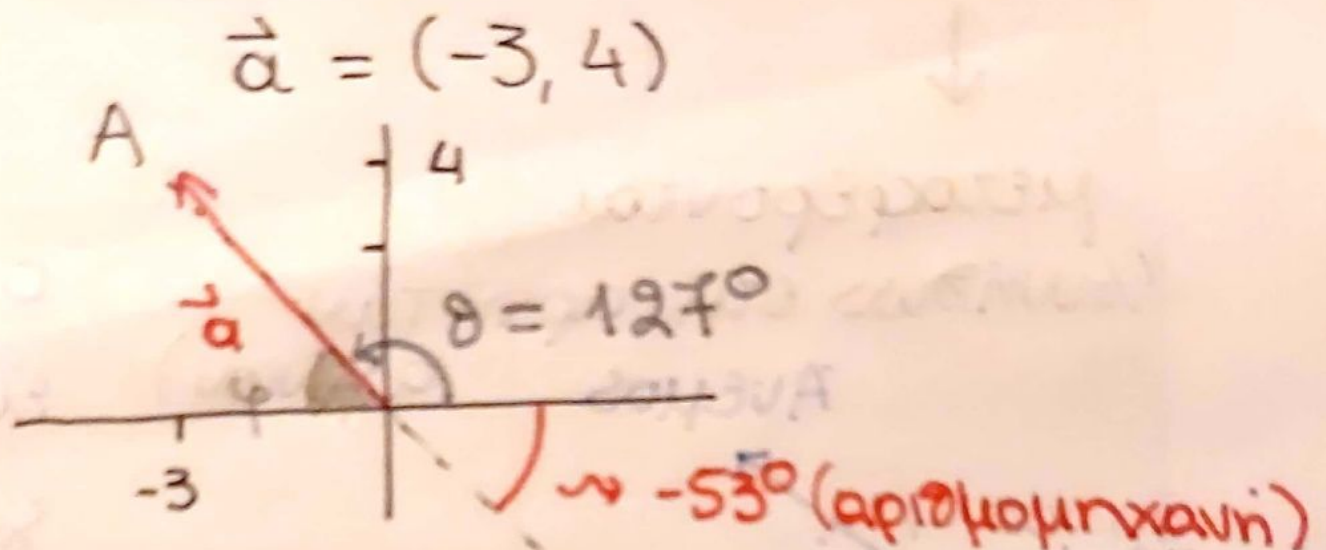 a⃗ = (-3, 4)
A
4
a⃗
θ = 127°
φ
-3
-53° (αριθμομηχανή)